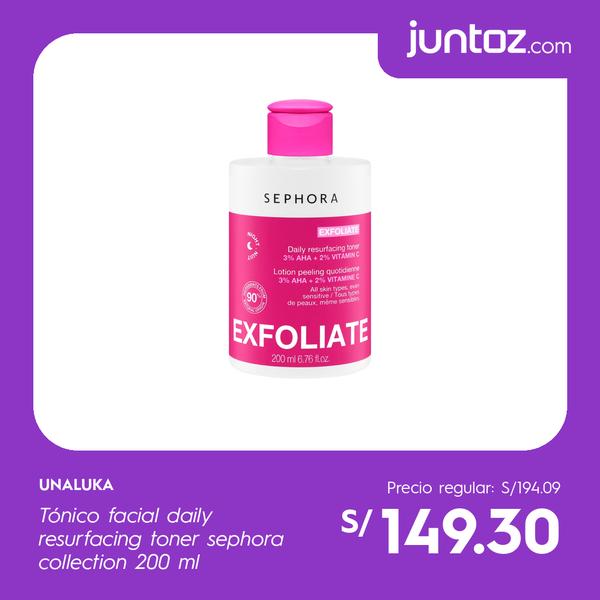 juntoz.com
SEPHORA
EXFOLIATE
Daily resurfacing toner
3% AHA + 2% VITAMIN C
Lotion peeling quotidienne
3% AHA + 2% VITAMINE C
All skin types, even
sensitive / Tous types
de peaux, même sensibles
NIGHT
NUIT
90%
EXFOLIATE
200 ml 6.76 fl.oz.
UNALUKA
Tónico facial daily
resurfacing toner sephora
collection 200 ml
Precio regular: S/194.09
S/149.30